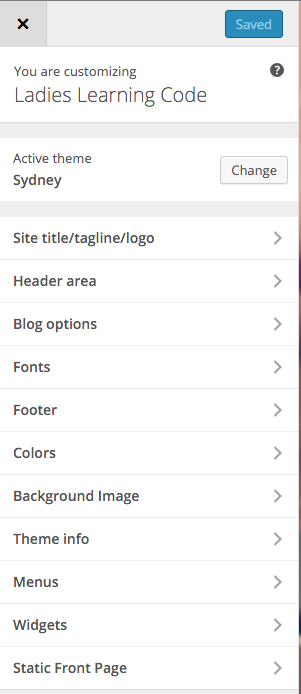 Saved
You are customizing
Ladies Learning Code
Active theme
Sydney
Change
Site title/tagline/logo
Header area
Blog options
Fonts
Footer
Colors
Background Image
Theme info
Menus
Widgets
Static Front Page